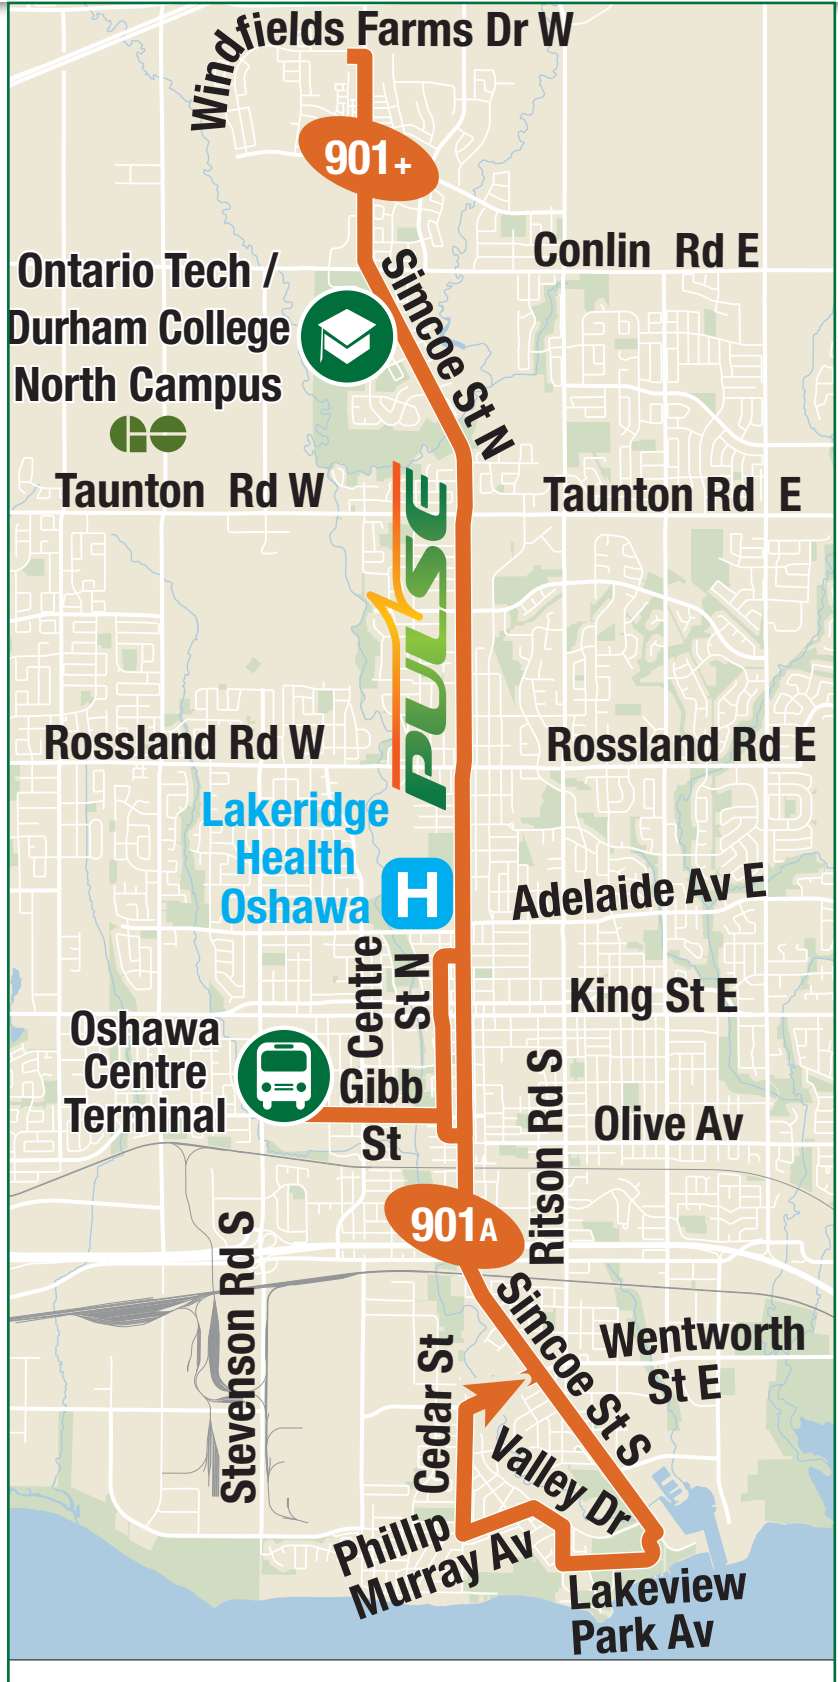 Windfields Farms Dr W
901+
Conlin Rd E
Ontario Tech /
Durham College
North Campus
Simcoe St N
GO
Taunton Rd W
Taunton Rd E
PULSE
Rossland Rd W
Rossland Rd E
Lakeridge
Health
Oshawa
H
Adelaide Av E
Centre
St N
King St E
Oshawa
Centre
Terminal
Gibb
St
Ritson Rd S
Olive Av
901A
Stevenson Rd S
Simcoe St S
Wentworth
St E
Cedar St
Valley Dr
Phillip
Murray Av
Lakeview
Park Av